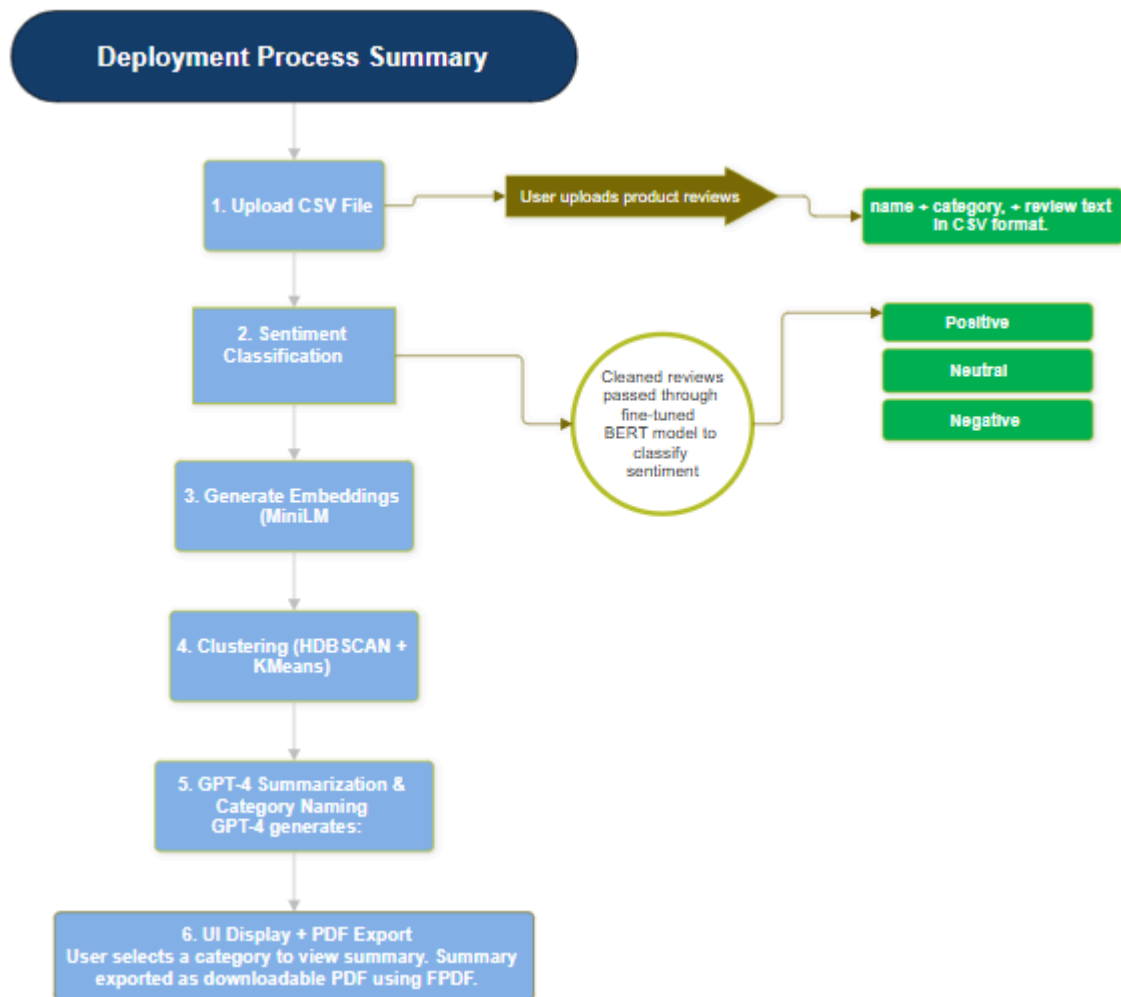 Deployment Process Summary
1. Upload CSV File
User uploads product reviews
name + category, + review text
in CSV format.
2. Sentiment
Classification
Cleaned reviews
passed through
fine-tuned
BERT model to
classify
sentiment
Positive
Neutral
Negative
3. Generate Embeddings
(MiniLM
4. Clustering (HDBSCAN +
KMeans)
5. GPT-4 Summarization &
Category Naming
GPT-4 generates:
6. UI Display + PDF Export
User selects a category to view summary. Summary
exported as downloadable PDF using FPDF.